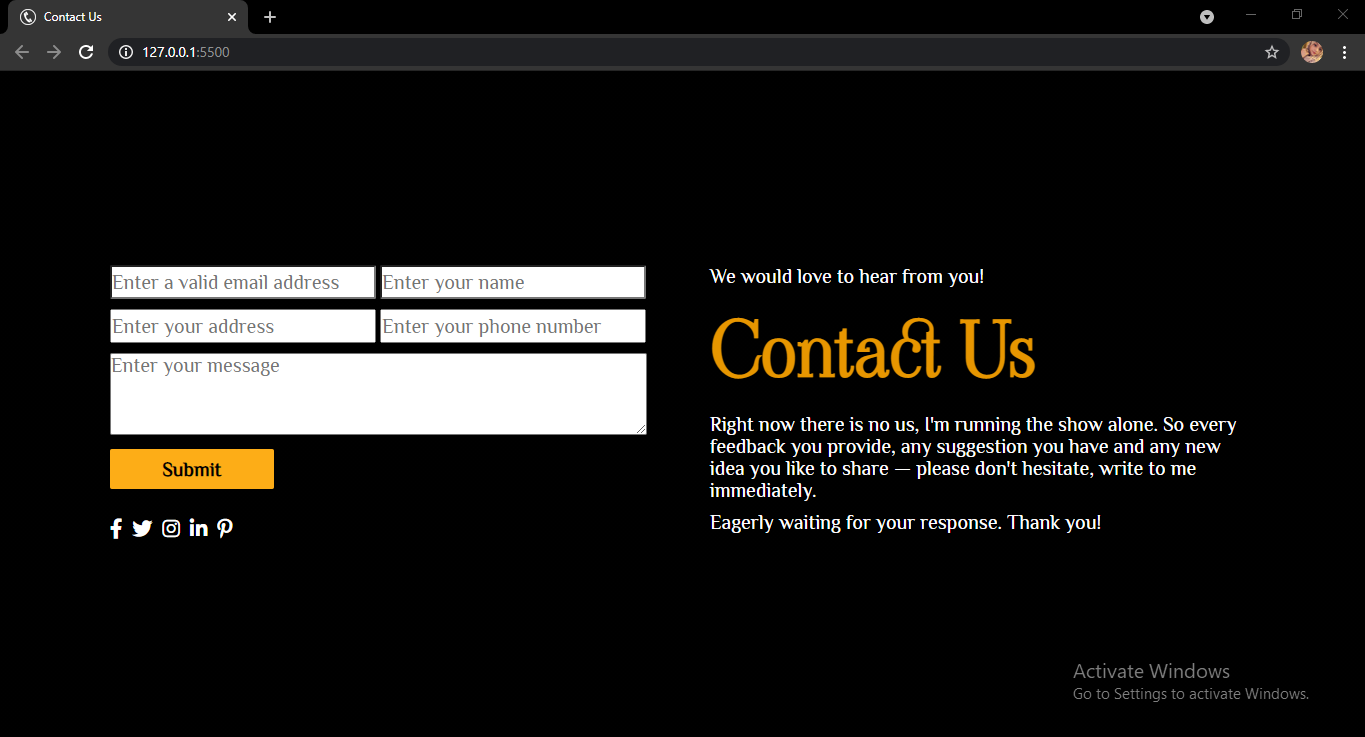 Contact Us
127.0.0.1:5500
Enter a valid email address
Enter your name
Enter your address
Enter your phone number
Enter your message
Submit
We would love to hear from you!
Contact Us
Right now there is no us, I'm running the show alone. So every
feedback you provide, any suggestion you have and any new
idea you like to share — please don't hesitate, write to me
immediately.
Eagerly waiting for your response. Thank you!
Activate Windows
Go to Settings to activate Windows.